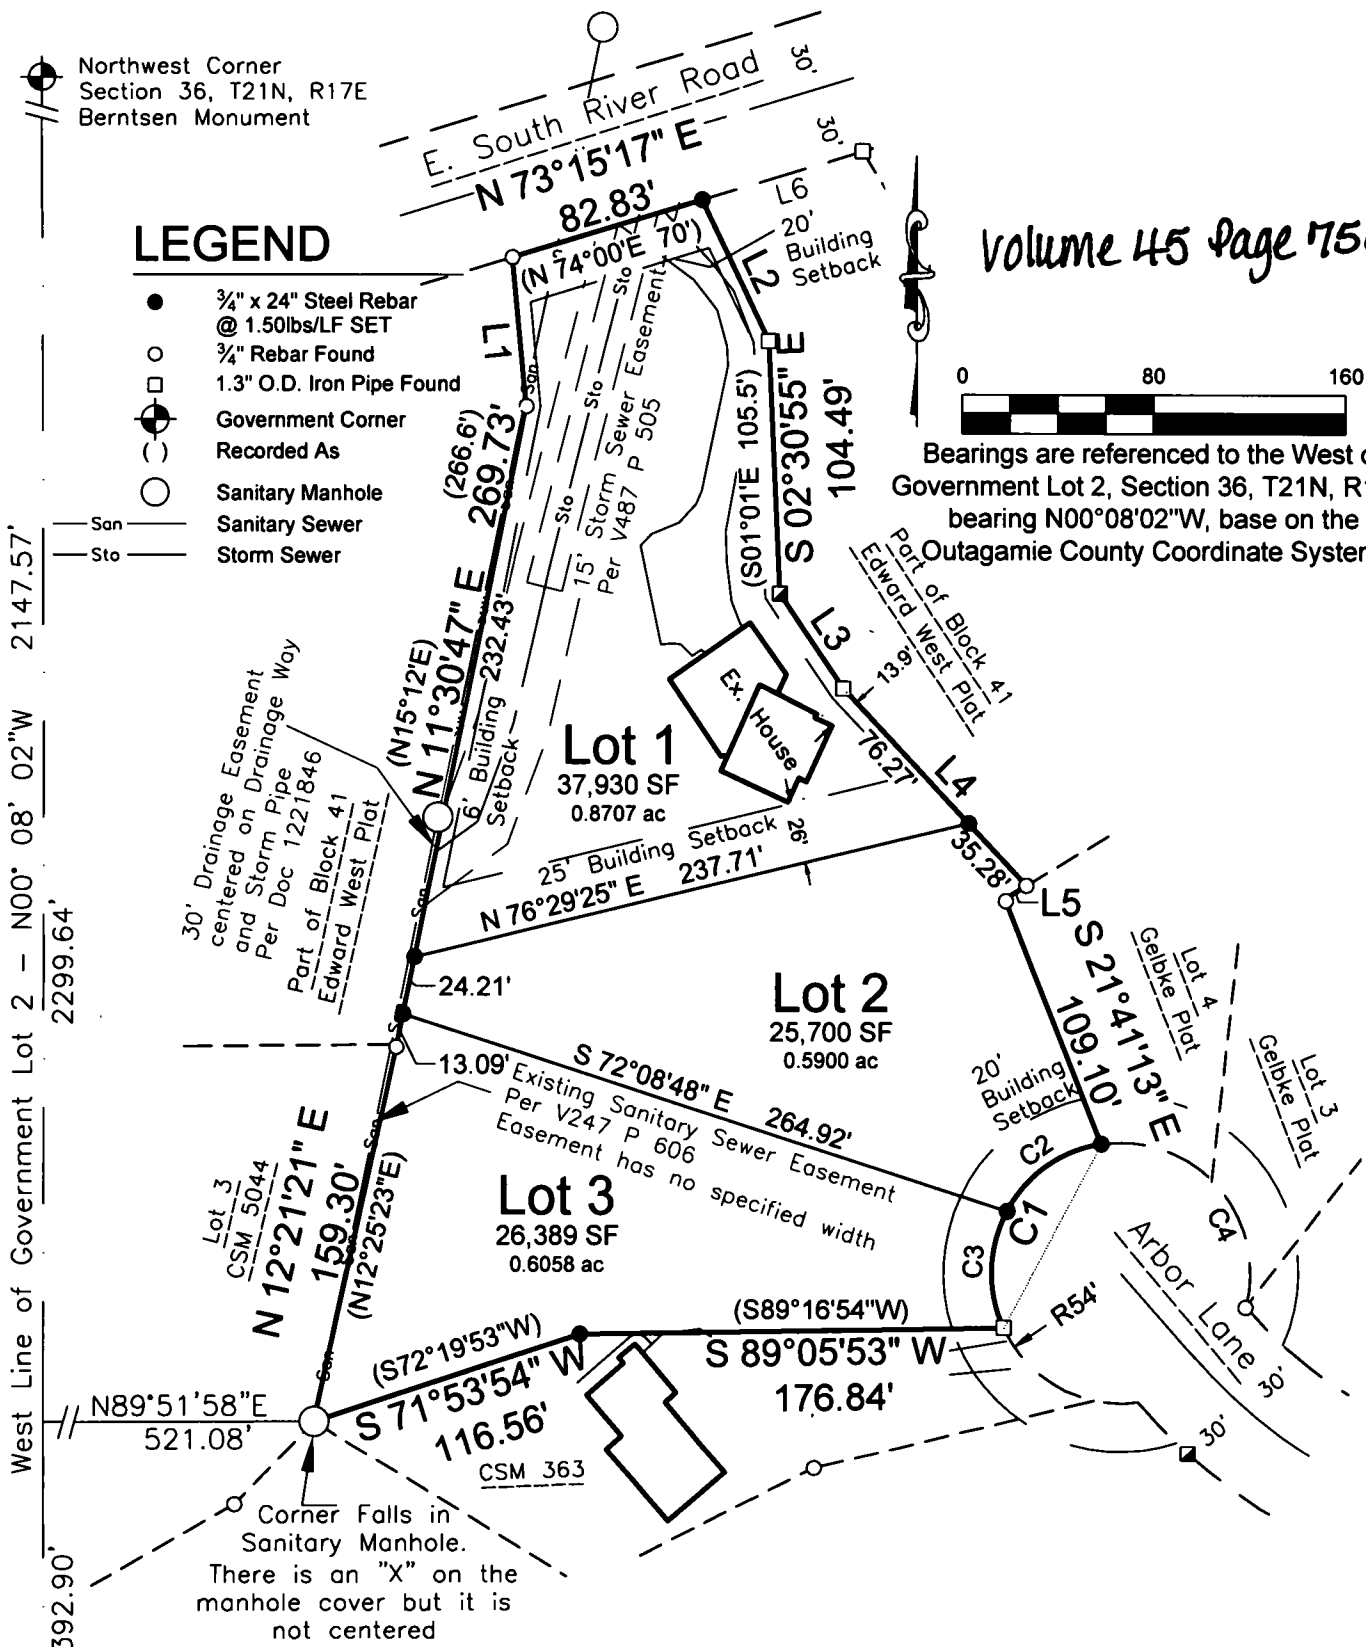 Northwest Corner
Section 36, T21N, R17E
Berntsen Monument
E. South River Road
30'
N 73°15'17" E
82.83'
(N 74°00'E 70')
30'
L6
20'
Building
Setback
L2
Volume 45 Page 75
LEGEND
¾" x 24" Steel Rebar
@ 1.50lbs/LF SET
¾" Rebar Found
1.3" O.D. Iron Pipe Found
Government Corner
( ) Recorded As
Sanitary Manhole
San Sanitary Sewer
Sto Storm Sewer
0 80 160
Bearings are referenced to the West
Government Lot 2, Section 36, T21N,
bearing N00°08'02"W, base on the
Outagamie County Coordinate System
L1
San
Sto
Sto
Sto
15' Storm Sewer Easement
Per V487 P 505
(266.6')
269.73'
San
(N15°12'E)
N 11°30'47" E
232.43'
6' Building
Setback
S 02°30'55" E
104.49'
(S01°01'E 105.5')
L3
13.9'
Part of Block 41
Edward West Plat
Ex.
House
76.27'
L4
Lot 1
37,930 SF
0.8707 ac
30' Drainage Easement
centered on Drainage Way
and Storm Pipe
Per Doc 1221846
Part of Block 41
Edward West Plat
25' Building Setback
26'
N 76°29'25" E 237.71'
35.28'
L5
San
24.21'
Lot 2
25,700 SF
0.5900 ac
S 21°41'13" E
109.10'
Lot 4
Gelbke Plat
Lot 3
Gelbke Plat
20'
Building
Setback
13.09'
S 72°08'48" E 264.92'
Existing Sanitary Sewer Easement
Per V247 P 606
Easement has no specified width
San
Lot 3
CSM 5044
N 12°21'21" E
159.30'
(N12°25'23"E)
San
San
Lot 3
26,389 SF
0.6058 ac
C2
C1
C3
C4
Arbor Lane
30'
30'
R54'
(S89°16'54"W)
S 89°05'53" W
176.84'
(S72°19'53"W)
S 71°53'54" W
116.56'
CSM 363
N89°51'58"E
521.08'
Corner Falls in
Sanitary Manhole.
There is an "X" on the
manhole cover but it is
not centered
West Line of Government Lot 2 – N00° 08' 02"W 2147.57'
2299.64'
392.90'